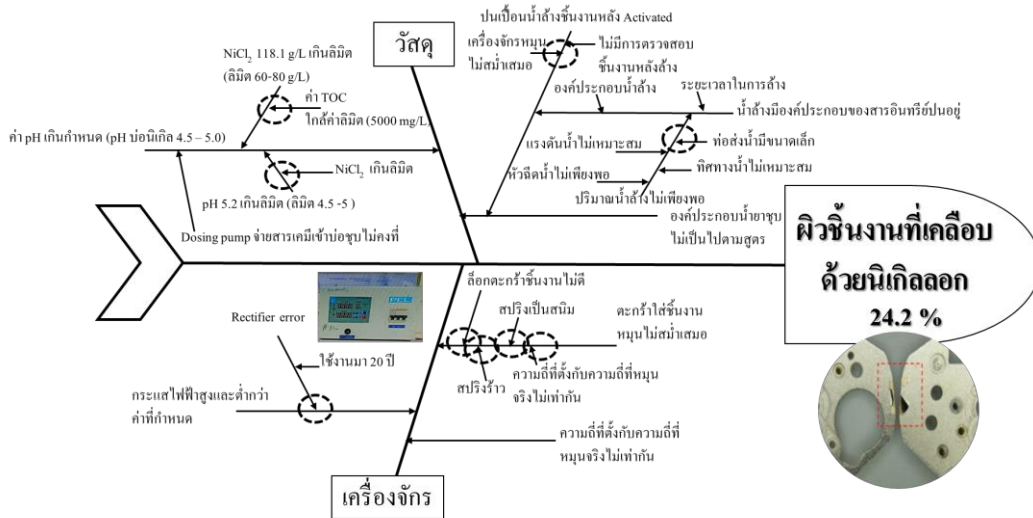 ปนเปื้อนน้ำล้างชิ้นงานหลัง Activated
วัสดุ
เครื่องจักรหมุน
ไม่สม่ำเสมอ
ไม่มีการตรวจสอบ
ชิ้นงานหลังล้าง
NiCl₂ 118.1 g/L เกินลิมิต
(ลิมิต 60-80 g/L)
ค่า TOC
ใกล้ค่าลิมิต (5000 mg/L)
องค์ประกอบน้ำล้าง
ระยะเวลาในการล้าง
น้ำล้างมีองค์ประกอบของสารอินทรีย์ปนอยู่
ค่า pH เกินกำหนด (pH บ่อนิเกิล 4.5 – 5.0)
แรงดันน้ำไม่เหมาะสม
ท่อส่งน้ำมีขนาดเล็ก
NiCl₂ เกินลิมิต
หัวฉีดน้ำไม่เพียงพอ
ทิศทางน้ำไม่เหมาะสม
pH 5.2 เกินลิมิต (ลิมิต 4.5 -5 )
ปริมาณน้ำล้างไม่เพียงพอ
องค์ประกอบน้ำยาชุบ
ไม่เป็นไปตามสูตร
Dosing pump จ่ายสารเคมีเข้าบ่อชุบไม่คงที่
ผิวชิ้นงานที่เคลือบ
ด้วยนิเกิลลอก
24.2 %
ล็อกตะกร้าชิ้นงานไม่ดี
สปริงเป็นสนิม
ตะกร้าใส่ชิ้นงาน
หมุนไม่สม่ำเสมอ
Rectifier error
ใช้งานมา 20 ปี
สปริงร้าว
ความถี่ที่ตั้งกับความถี่ที่หมุน
จริงไม่เท่ากัน
กระแสไฟฟ้าสูงและต่ำกว่า
ค่าที่กำหนด
ความถี่ที่ตั้งกับความถี่ที่
หมุนจริงไม่เท่ากัน
เครื่องจักร